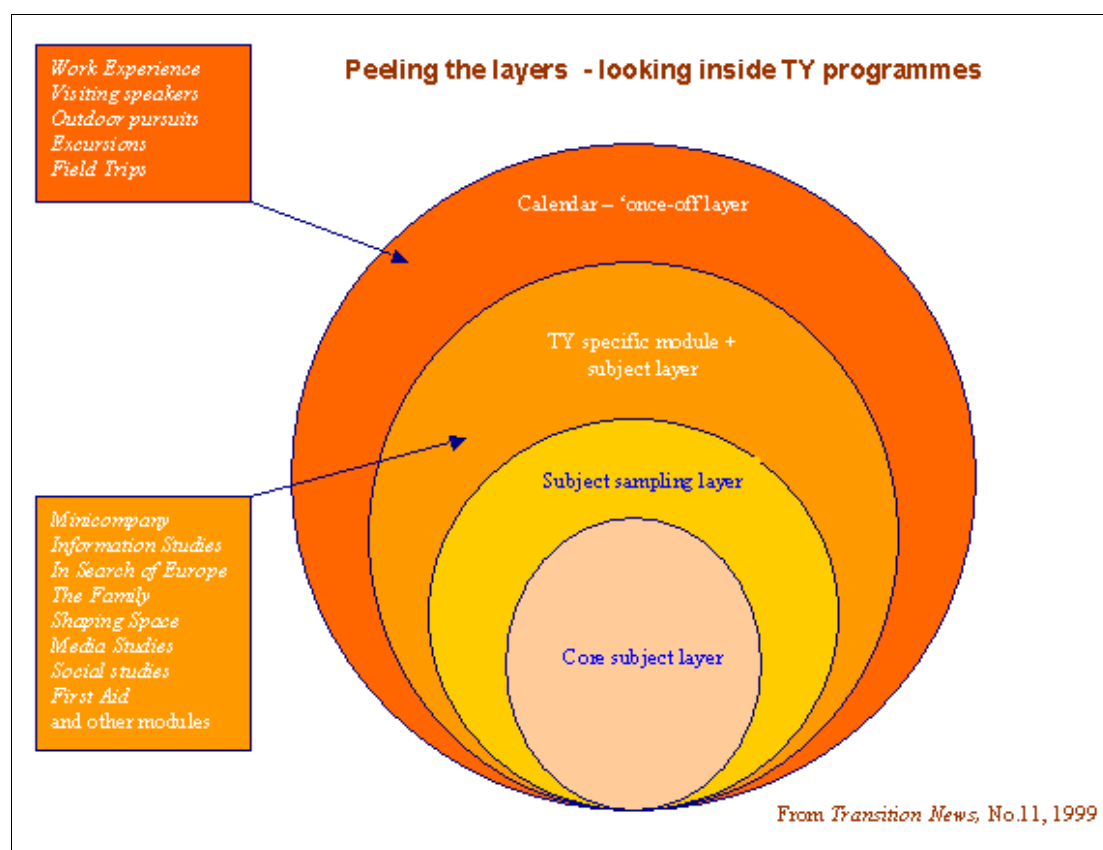 Peeling the layers - looking inside TY programmes
Work Experience
Visiting speakers
Outdoor pursuits
Excursions
Field Trips
Calendar – ‘once-off’ layer
TY specific module +
subject layer
Subject sampling layer
Core subject layer
Minicompany
Information Studies
In Search of Europe
The Family
Shaping Space
Media Studies
Social studies
First Aid
and other modules
From Transition News, No.11, 1999